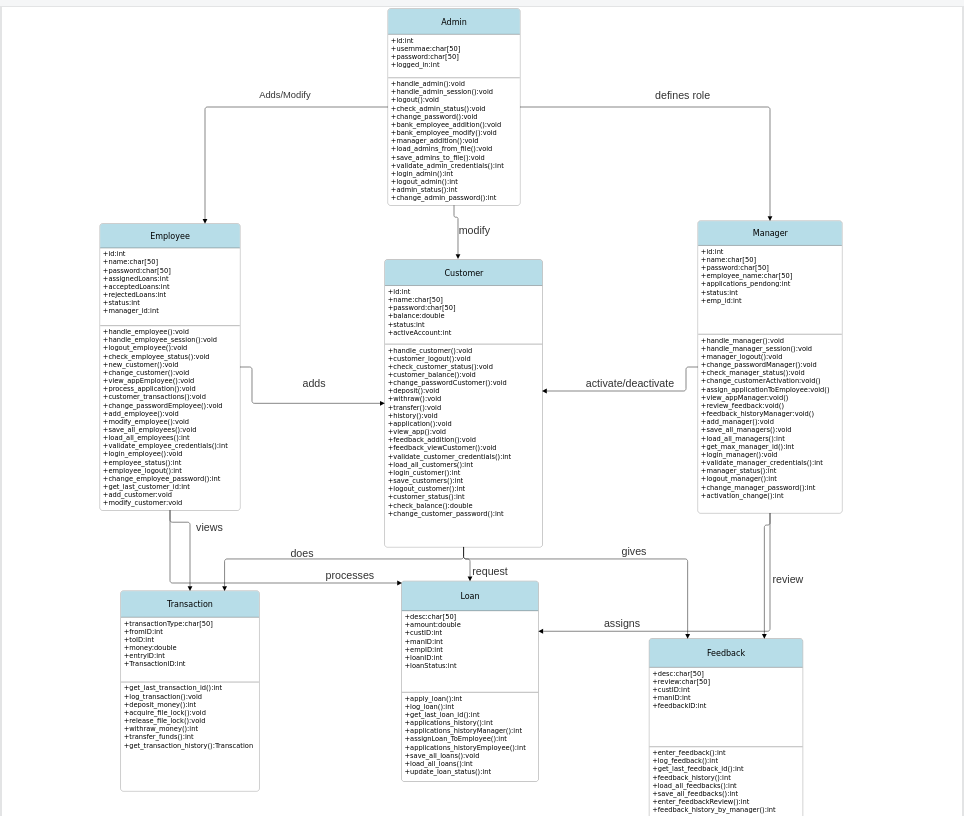 Admin
+id:int
+usernmae:char[50]
+password:char[50]
+logged_in:int
+handle_admin():void
+handle_admin_session():void
+logout():void
+check_admin_status():void
+change_password():void
+bank_employee_addition():void
+bank_employee_modify():void
+manager_addition():void
+load_admins_from_file():void
+save_admins_to_file():void
+validate_admin_credentials():int
+login_admin():int
+logout_admin():int
+admin_status():int
+change_admin_password():int
Adds/Modify
defines role
modify
Employee
+id:int
+name:char[50]
+password:char[50]
+assignedLoans:int
+acceptedLoans:int
+rejectedLoans:int
+status:int
+manager_id:int
+handle_employee():void
+handle_employee_session():void
+logout_employee():void
+check_employee_status():void
+new_customer():void
+change_customer():void
+view_appEmployee():void
+process_application():void
+customer_transactions():void
+change_passwordEmployee():void
+add_employee():void
+modify_employee():void
+save_all_employees():void
+load_all_employees():int
+validate_employee_credentials():int
+login_employee():void
+employee_status():int
+employee_logout():int
+change_employee_password():int
+get_last_customer_id:int
+add_customer:void
+modify_customer:void
adds
Customer
+id:int
+name:char[50]
+password:char[50]
+balance:double
+status:int
+activeAccount:int
+handle_customer():void
+customer_logout():void
+check_customer_status():void
+customer_balance():void
+change_passwordCustomer():void
+deposit():void
+withraw():void
+transfer():void
+history():void
+application():void
+view_app():void
+feedback_addition():void
+feedback_viewCustomer():void
+validate_customer_credentials():int
+load_all_customers():int
+login_customer():int
+save_customers():int
+logout_customer():int
+customer_status():int
+check_balance():double
+change_customer_password():int
activate/deactivate
Manager
+id:int
+name:char[50]
+password:char[50]
+employee_name:char[50]
+applications_pendong:int
+status:int
+emp_id:int
+handle_manager():void
+handle_manager_session():void
+manager_logout():void
+change_passwordManager():void
+check_manager_status():void
+change_customerActivation:void()
+assign_applicationToEmployee:void()
+view_appManager:void()
+review_feedback:void()
+feedback_historyManager:void()
+add_manager():void
+save_all_managers():void
+load_all_managers():int
+get_max_manager_id():int
+login_manager():void
+validate_manager_credentials():int
+manager_status():int
+logout_manager():int
+change_manager_password():int
+activation_change():int
views
does
processes
request
gives
review
assigns
Transaction
+transactionType:char[50]
+fromID:int
+toID:int
+money:double
+entryID:int
+TransactionID:int
+get_last_transaction_id():int
+log_transaction():void
+deposit_money():int
+acquire_file_lock():void
+release_file_lock():void
+withraw_money():int
+transfer_funds():int
+get_transaction_history():Transcation
Loan
+desc:char[50]
+amount:double
+custID:int
+manID:int
+empID:int
+loanID:int
+loanStatus:int
+apply_loan():int
+log_loan():int
+get_last_loan_id():int
+applications_history():int
+applications_historyManager():int
+assignLoan_ToEmployee():int
+applications_historyEmployee():int
+save_all_loans():void
+load_all_loans():int
+update_loan_status():int
Feedback
+desc:char[50]
+review:char[50]
+custID:int
+manID:int
+feedbackID:int
+enter_feedback():int
+log_feedback():int
+get_last_feedback_id():int
+feedback_history():int
+load_all_feedbacks():int
+save_all_feedbacks():int
+enter_feedbackReview():int
+feedback_history_by_manager():int